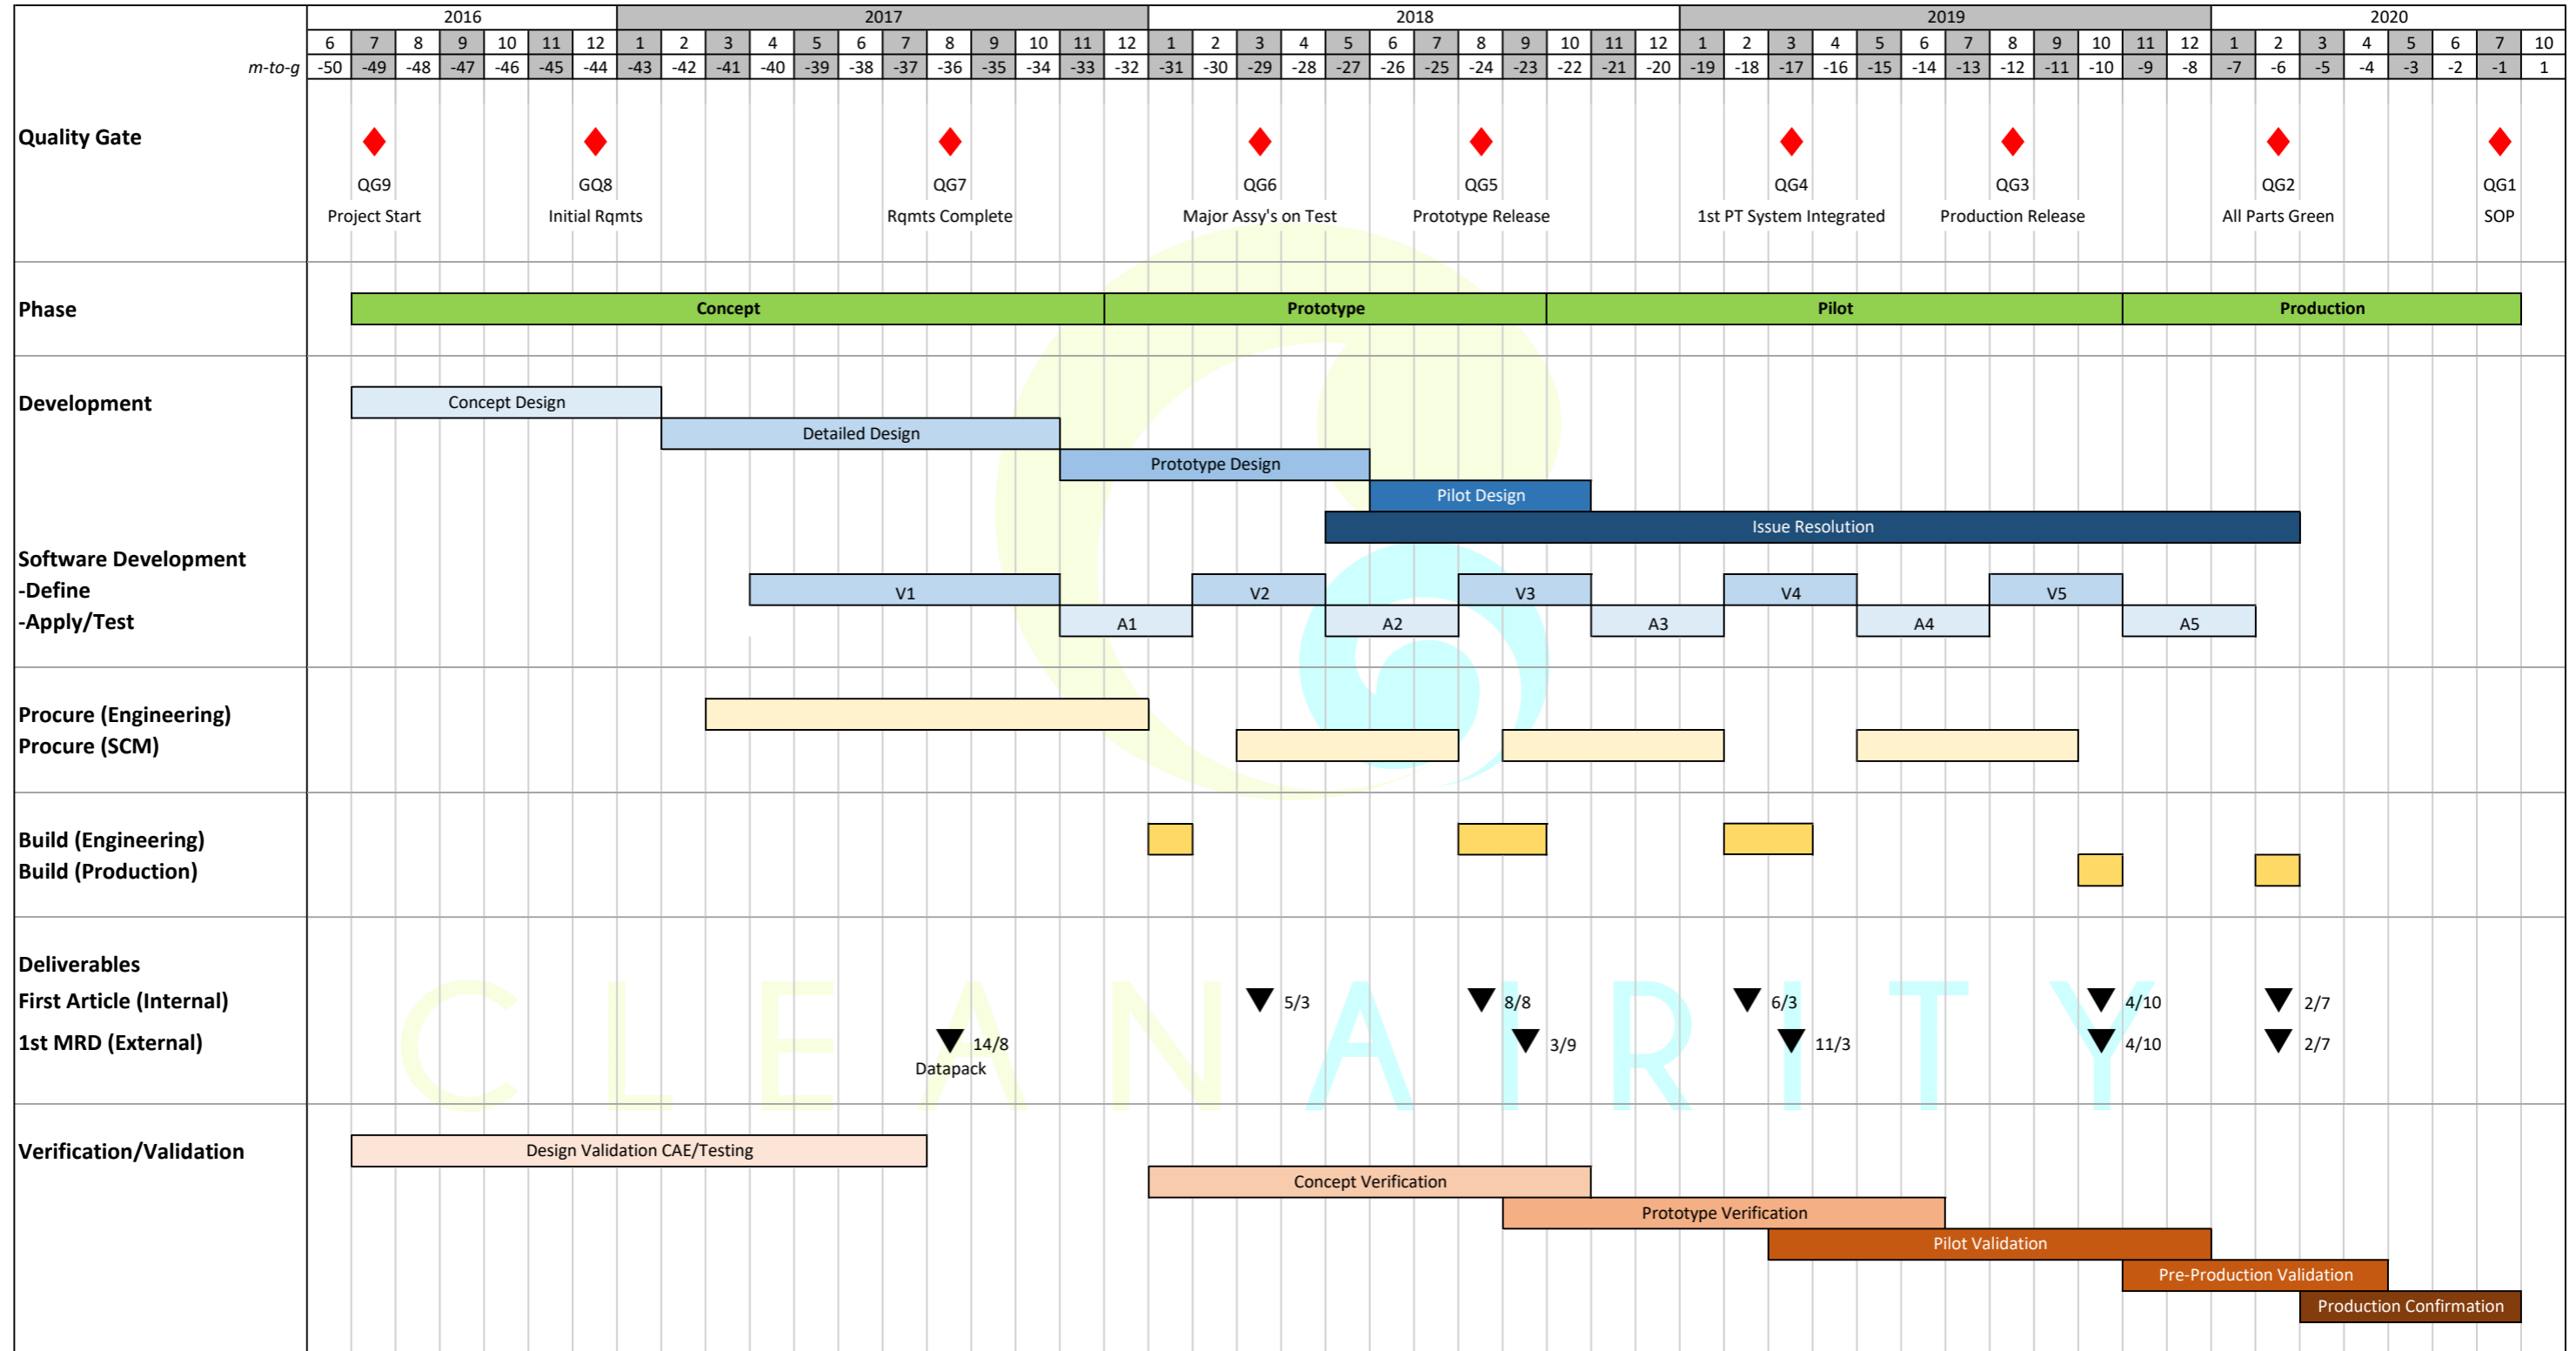 2016 2017 2018 2019 2020
6 7 8 9 10 11 12 1 2 3 4 5 6 7 8 9 10 11 12 1 2 3 4 5 6 7 8 9 10 11 12 1 2 3 4 5 6 7 8 9 10 11 12 1 2 3 4 5 6 7 10
m-to-g -50 -49 -48 -47 -46 -45 -44 -43 -42 -41 -40 -39 -38 -37 -36 -35 -34 -33 -32 -31 -30 -29 -28 -27 -26 -25 -24 -23 -22 -21 -20 -19 -18 -17 -16 -15 -14 -13 -12 -11 -10 -9 -8 -7 -6 -5 -4 -3 -2 -1 1
Quality Gate
QG9 GQ8 QG7 QG6 QG5 QG4 QG3 QG2 QG1
Project Start Initial Rqmts Rqmts Complete Major Assy's on Test Prototype Release 1st PT System Integrated Production Release All Parts Green SOP
Phase Concept Prototype Pilot Production
Development Concept Design
Detailed Design
Prototype Design
Pilot Design
Issue Resolution
Software Development
-Define V1 V2 V3 V4 V5
-Apply/Test A1 A2 A3 A4 A5
Procure (Engineering)
Procure (SCM)
Build (Engineering)
Build (Production)
Deliverables
First Article (Internal) 5/3 8/8 6/3 4/10 2/7
1st MRD (External) 14/8 3/9 11/3 4/10 2/7
Datapack
CLEANAIRITY
Verification/Validation Design Validation CAE/Testing
Concept Verification
Prototype Verification
Pilot Validation
Pre-Production Validation
Production Confirmation